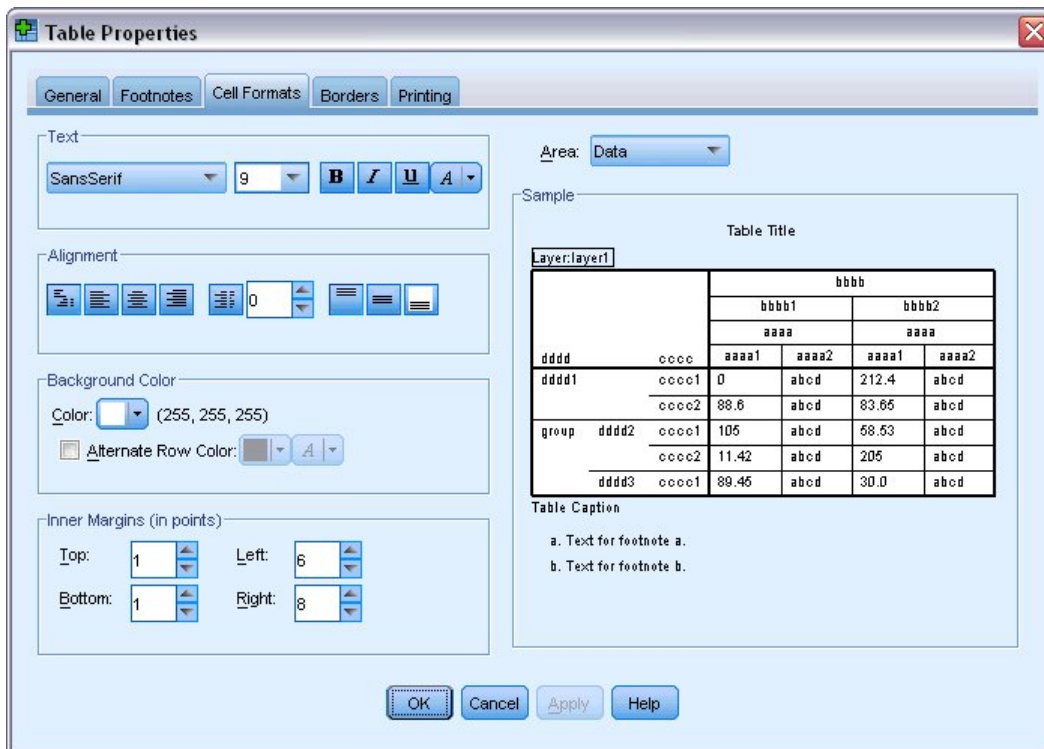 Table Properties
General Footnotes Cell Formats Borders Printing
Text
SansSerif 9 B I U A
Alignment
0
Background Color
Color: (255, 255, 255)
Alternate Row Color: A
Inner Margins (in points)
Top: 1 Left: 6
Bottom: 1 Right: 8
Area: Data
Sample
Table Title
Layer:layer1
bbbb
bbbb1 bbbb2
aaaa aaaa
dddd cccc aaaa1 aaaa2 aaaa1 aaaa2
dddd1 cccc1 0 abcd 212.4 abcd
cccc2 88.6 abcd 83.65 abcd
group dddd2 cccc1 105 abcd 58.53 abcd
cccc2 11.42 abcd 205 abcd
dddd3 cccc1 89.45 abcd 30.0 abcd
Table Caption
a. Text for footnote a.
b. Text for footnote b.
OK Cancel Apply Help